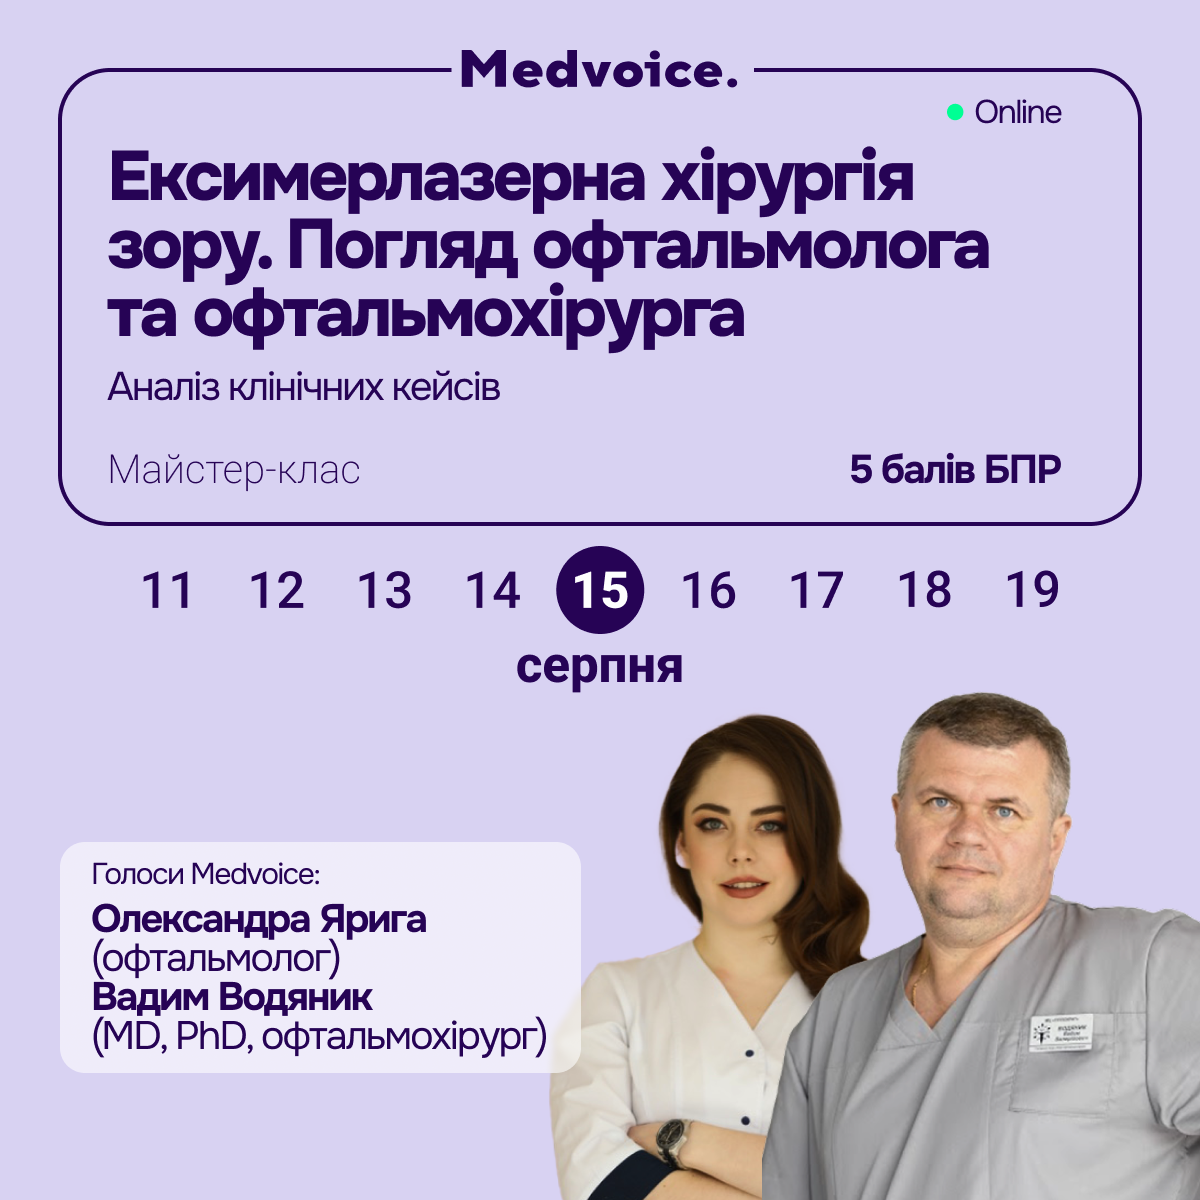 Medvoice.
Online
Ексимерлазерна хірургія
зору. Погляд офтальмолога
та офтальмохірурга
Аналіз клінічних кейсів
Майстер-клас
5 балів БПР
11 12 13 14 15 16 17 18 19
серпня
Голоси Medvoice:
Олександра Ярига
(офтальмолог)
Вадим Водяник
(MD, PhD, офтальмохірург)
ВОДЯНИК